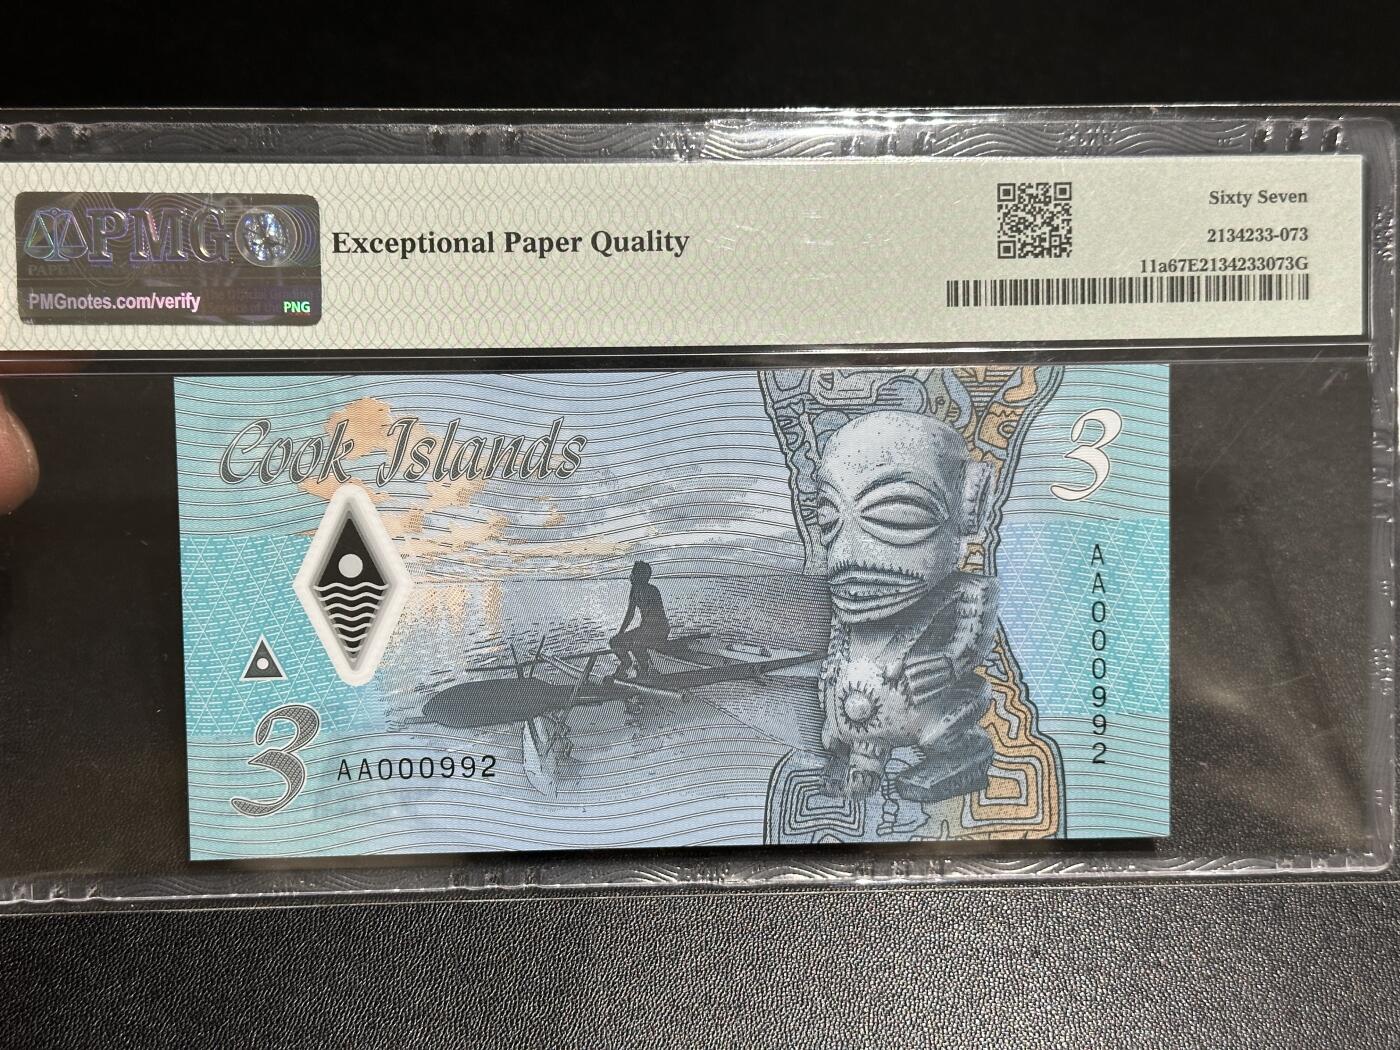 PMG
PAPER
PMGnotes.com/verify
PNG
Exceptional Paper Quality
Sixty Seven
2134233-073
11a67E2134233073G
Cook Islands
3
AA000992
3
AA000992